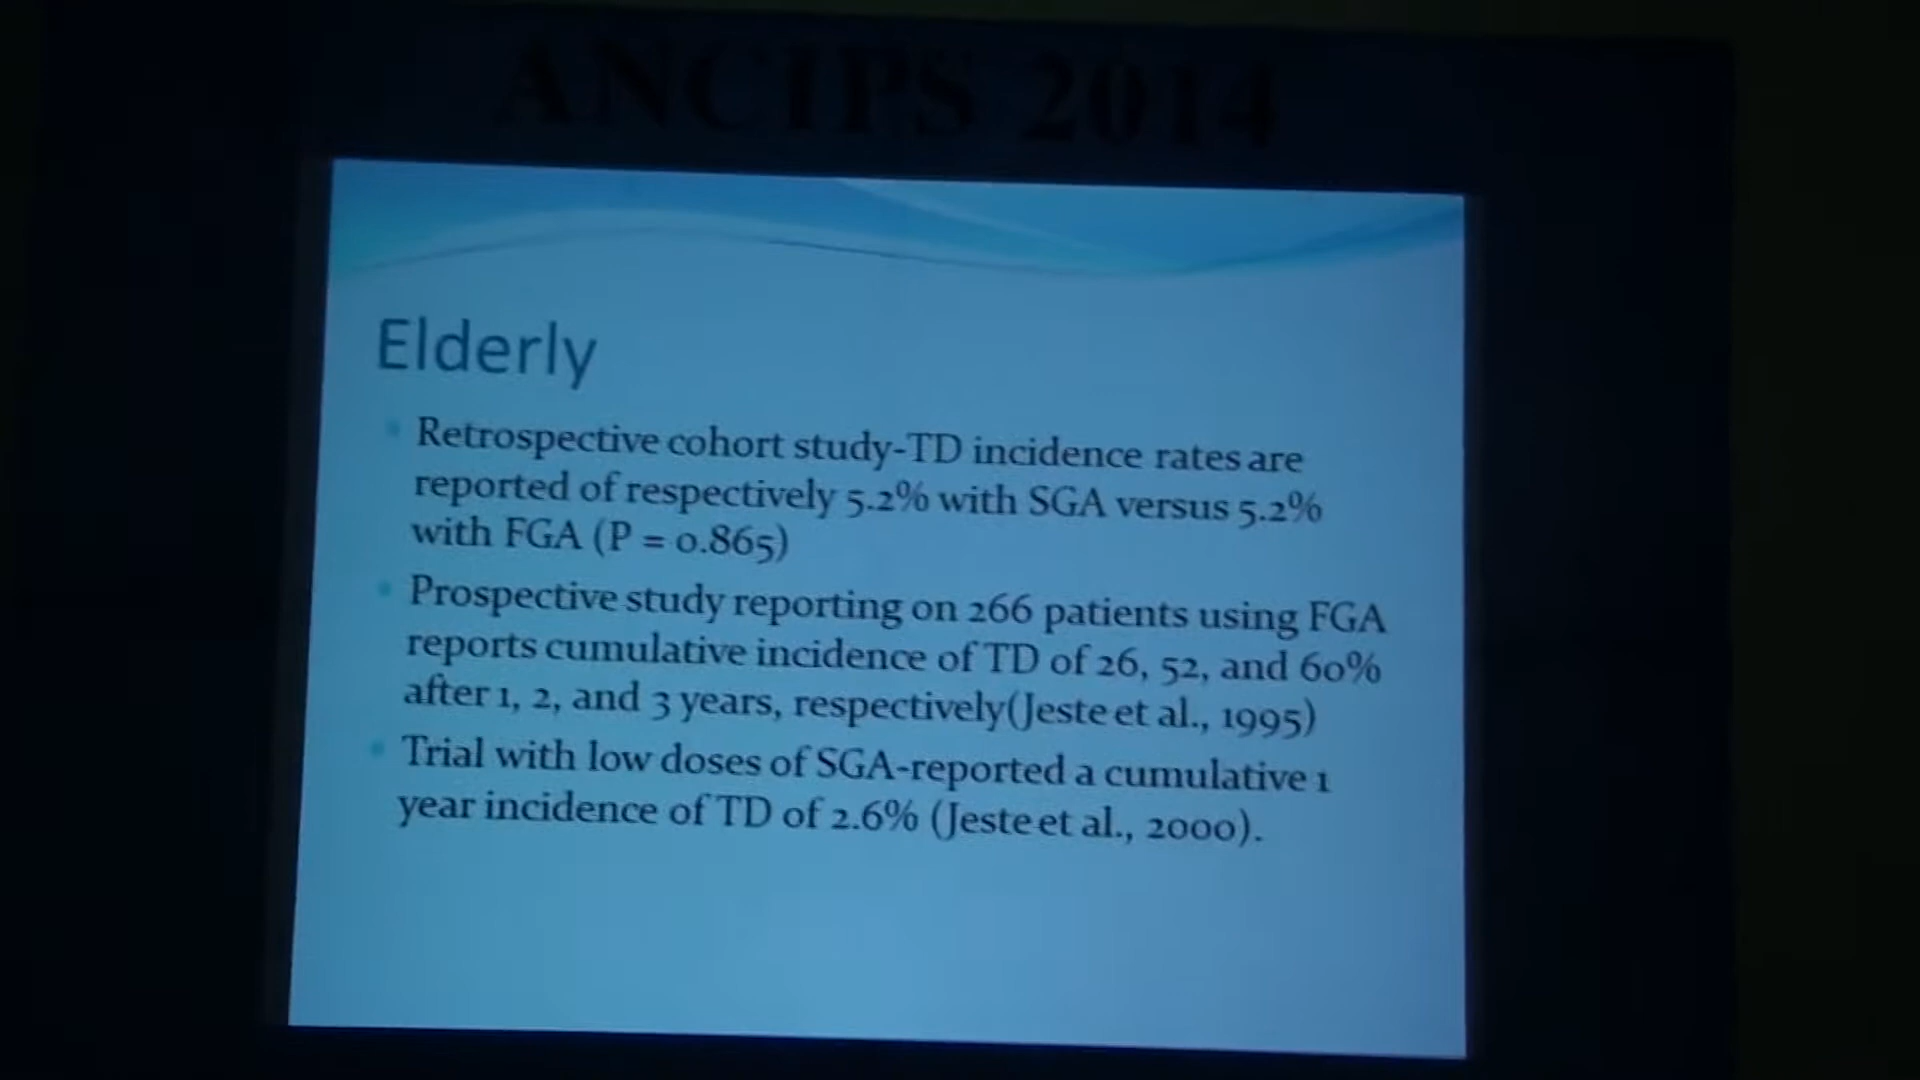 ANCIPS 2014
Elderly
Retrospective cohort study-TD incidence rates are
reported of respectively 5.2% with SGA versus 5.2%
with FGA (P = 0.865)
Prospective study reporting on 266 patients using FGA
reports cumulative incidence of TD of 26, 52, and 60%
after 1, 2, and 3 years, respectively(Jeste et al., 1995)
Trial with low doses of SGA-reported a cumulative 1
year incidence of TD of 2.6% (Jeste et al., 2000).